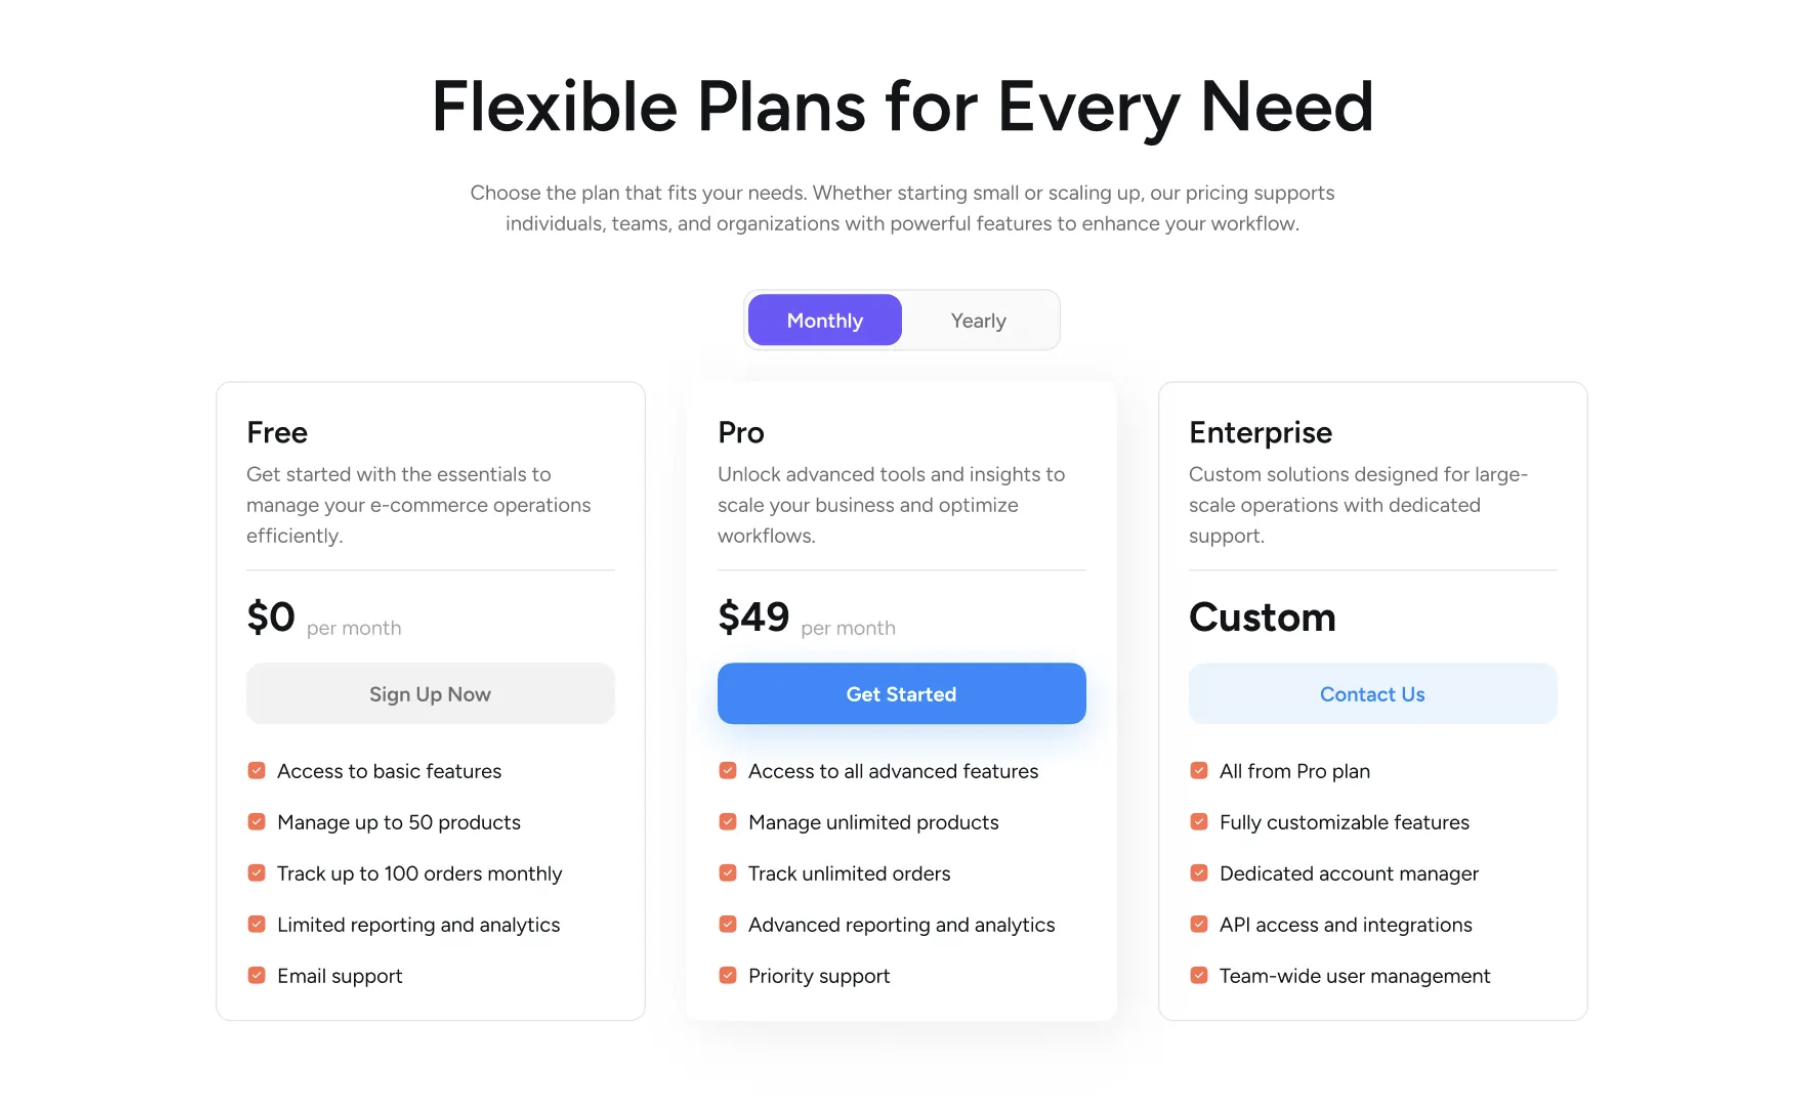 Flexible Plans for Every Need
Choose the plan that fits your needs. Whether starting small or scaling up, our pricing supports
individuals, teams, and organizations with powerful features to enhance your workflow.
Monthly
Yearly
Free
Get started with the essentials to
manage your e-commerce operations
efficiently.
$0 per month
Sign Up Now
Access to basic features
Manage up to 50 products
Track up to 100 orders monthly
Limited reporting and analytics
Email support
Pro
Unlock advanced tools and insights to
scale your business and optimize
workflows.
$49 per month
Get Started
Access to all advanced features
Manage unlimited products
Track unlimited orders
Advanced reporting and analytics
Priority support
Enterprise
Custom solutions designed for large-
scale operations with dedicated
support.
Custom
Contact Us
All from Pro plan
Fully customizable features
Dedicated account manager
API access and integrations
Team-wide user management